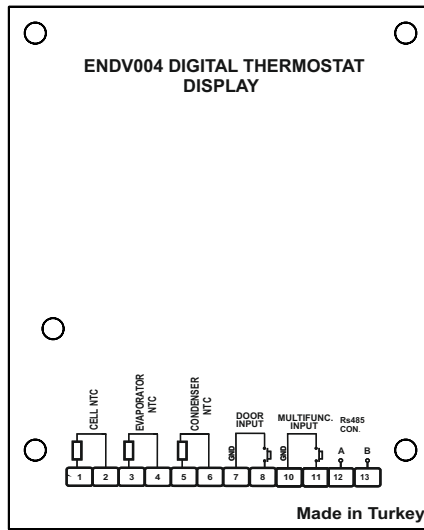 ENDV004 DIGITAL THERMOSTAT
DISPLAY
CELL NTC
EVAPORATOR
NTC
CONDENSER
NTC
DOOR
INPUT
MULTIFUNC.
INPUT
Rs485
CON.
GND
GND
A
B
1 2 3 4 5 6 7 8 10 11 12 13
Made in Turkey